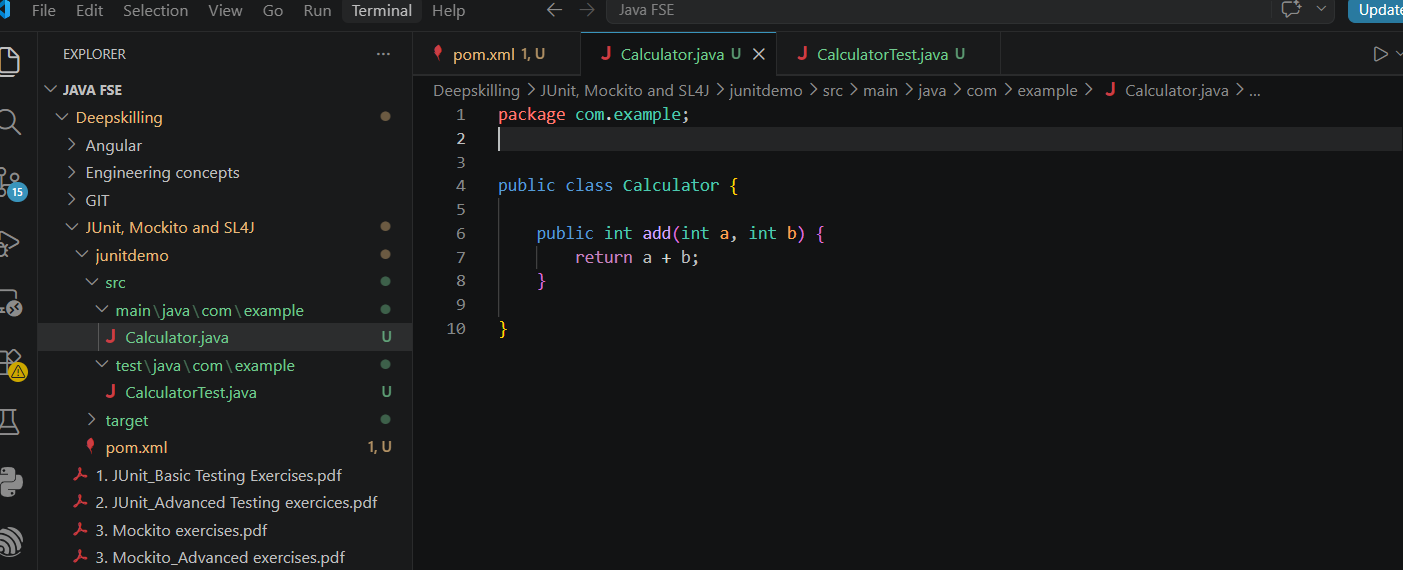 File Edit Selection View Go Run Terminal Help
Java FSE
EXPLORER
JAVA FSE
Deepskilling
Angular
Engineering concepts
GIT
JUnit, Mockito and SL4J
junitdemo
src
main\java\com\example
Calculator.java U
test\java\com\example
CalculatorTest.java U
target
pom.xml 1, U
1. JUnit_Basic Testing Exercises.pdf
2. JUnit_Advanced Testing exercices.pdf
3. Mockito exercises.pdf
3. Mockito_Advanced exercises.pdf
15
pom.xml 1, U
Calculator.java U
CalculatorTest.java U
Deepskilling > JUnit, Mockito and SL4J > junitdemo > src > main > java > com > example > J Calculator.java > ...
1 package com.example;
2
3
4 public class Calculator {
5
6 public int add(int a, int b) {
7 return a + b;
8 }
9
10 }